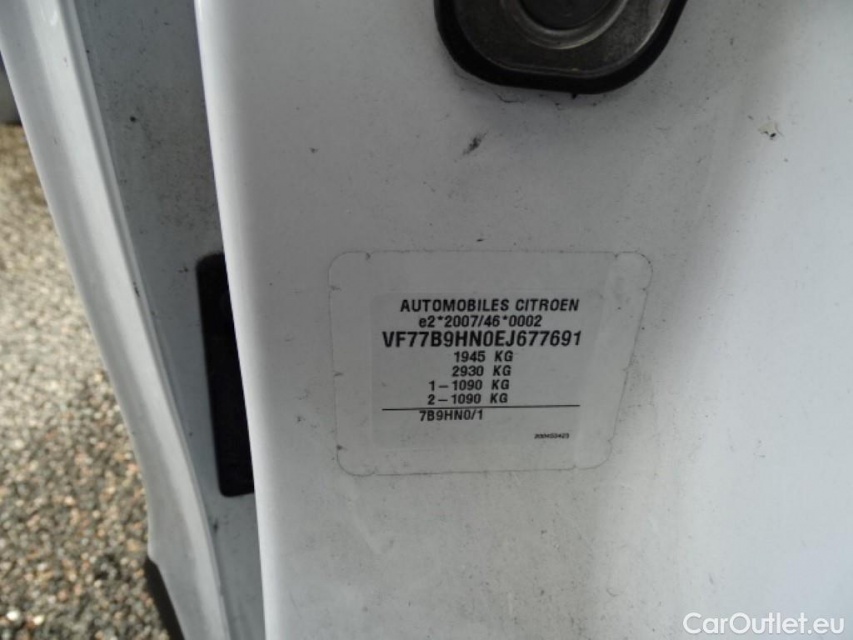 AUTOMOBILES CITROEN
e2*2007/46*0002
VF77B9HN0EJ677691
1945 KG
2930 KG
1-1090 KG
2-1090 KG
7B9HN0/1
CarOutlet.eu